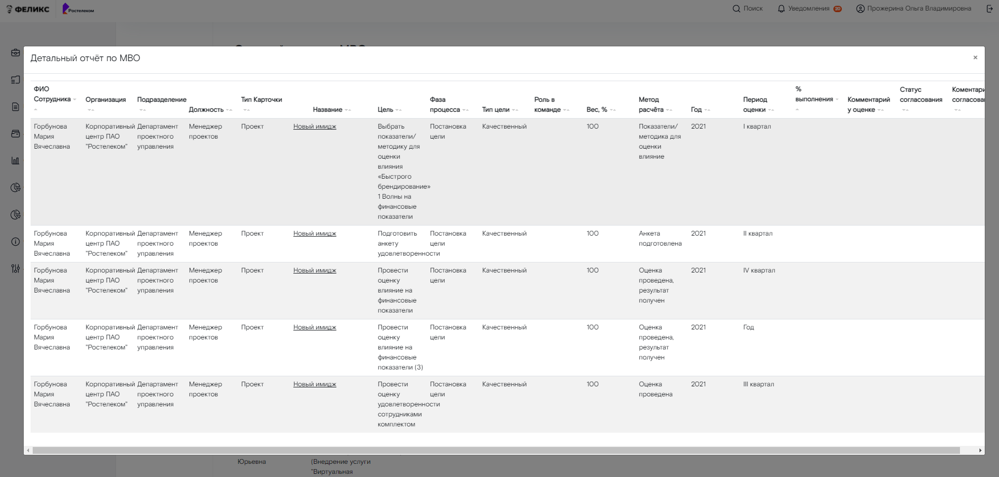 ФЕЛИКС
Ростелеком
Поиск
Уведомления 20
Прожерина Ольга Владимировна
Детальный отчёт по МВО
×
ФИО Сотрудника
Организация
Подразделение
Должность
Тип Карточки
Название
Цель
Фаза процесса
Тип цели
Роль в команде
Вес, %
Метод расчёта
Год
Период оценки
% выполнения
Комментарий у оценке
Статус согласования
Горбунова Мария Вячеславна
Корпоративный центр ПАО "Ростелеком"
Департамент проектного управления
Менеджер проектов
Проект
Новый имидж
Выбрать показатели/ методику для оценки влияния «Быстрого брендирование» 1 Волны на финансовые показатели
Постановка цели
Качественный
100
Показатели/ методика для оценки влияние
2021
I квартал
Горбунова Мария Вячеславна
Корпоративный центр ПАО "Ростелеком"
Департамент проектного управления
Менеджер проектов
Проект
Новый имидж
Подготовить анкету удовлетворенности
Постановка цели
Качественный
100
Анкета подготовлена
2021
II квартал
Горбунова Мария Вячеславна
Корпоративный центр ПАО "Ростелеком"
Департамент проектного управления
Менеджер проектов
Проект
Новый имидж
Провести оценку влияние на финансовые показатели
Постановка цели
Качественный
100
Оценка проведена, результат получен
2021
IV квартал
Горбунова Мария Вячеславна
Корпоративный центр ПАО "Ростелеком"
Департамент проектного управления
Менеджер проектов
Проект
Новый имидж
Провести оценку влияние на финансовые показатели (3)
Постановка цели
Качественный
100
Оценка проведена, результат получен
2021
Год
Горбунова Мария Вячеславна
Корпоративный центр ПАО "Ростелеком"
Департамент проектного управления
Менеджер проектов
Проект
Новый имидж
Провести оценку удовлетворенности сотрудниками комплектом
Постановка цели
Качественный
100
Оценка проведена
2021
III квартал
Юрьевна
(Внедрение услуги
"Виртуальная